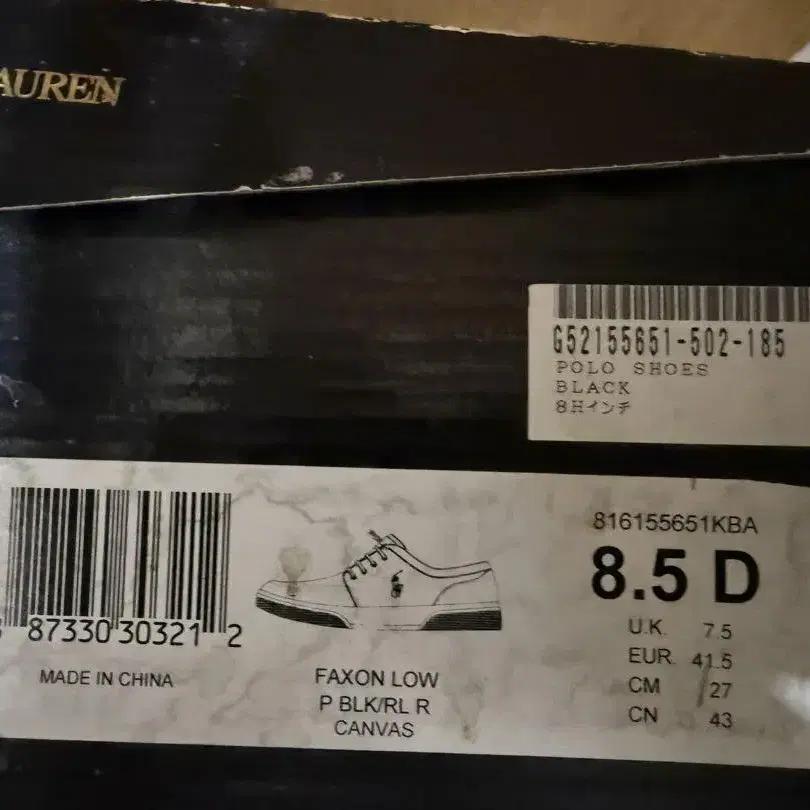 AUREN
G52155651-502-185
POLO SHOES
BLACK
8Hインチ
87330 30321 2
MADE IN CHINA
FAXON LOW
P BLK/RL R
CANVAS
816155651KBA
8.5 D
U.K. 7.5
EUR. 41.5
CM 27
CN 43